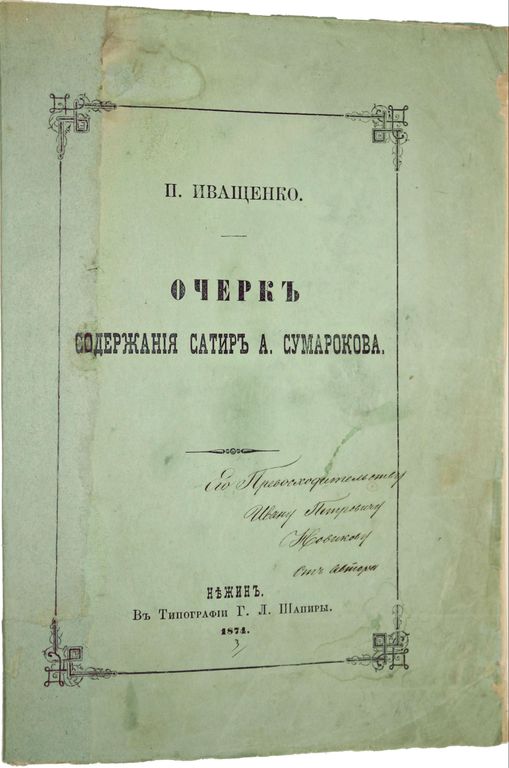 П. ИВАЩЕНКО.
ОЧЕРКЪ
СОДЕРЖАНІЯ САТИРЪ А. СУМАРОКОВА.
Его Превосходительству
Ивану Петровичу
Новикову
отъ автора
НѢЖИНЪ.
Въ Типографіи Г. Л. Шапиры.
1874.